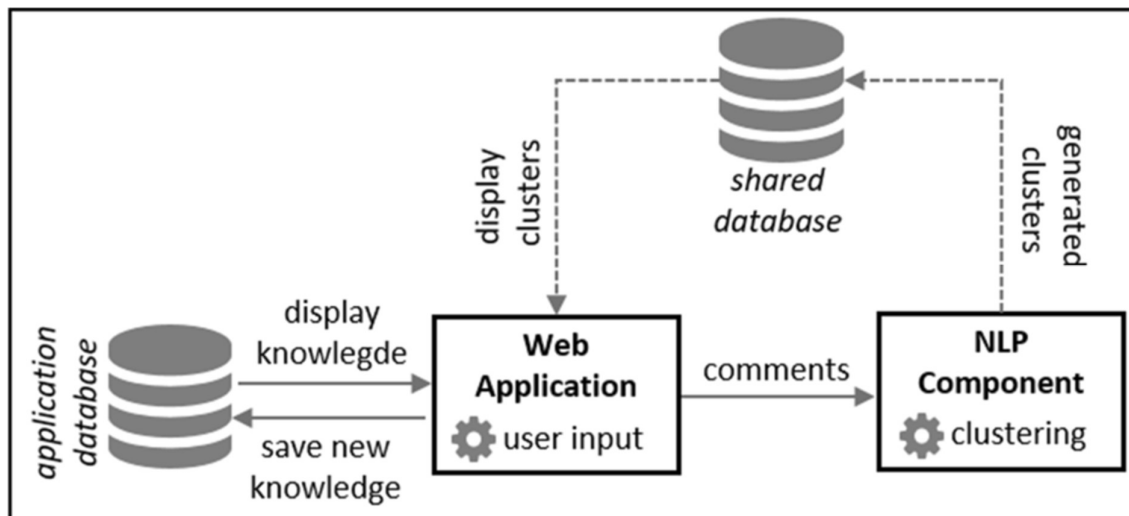 shared
database
display
clusters
generated
clusters
application
database
display
knowlegde
save new
knowledge
Web
Application
user input
comments
NLP
Component
clustering